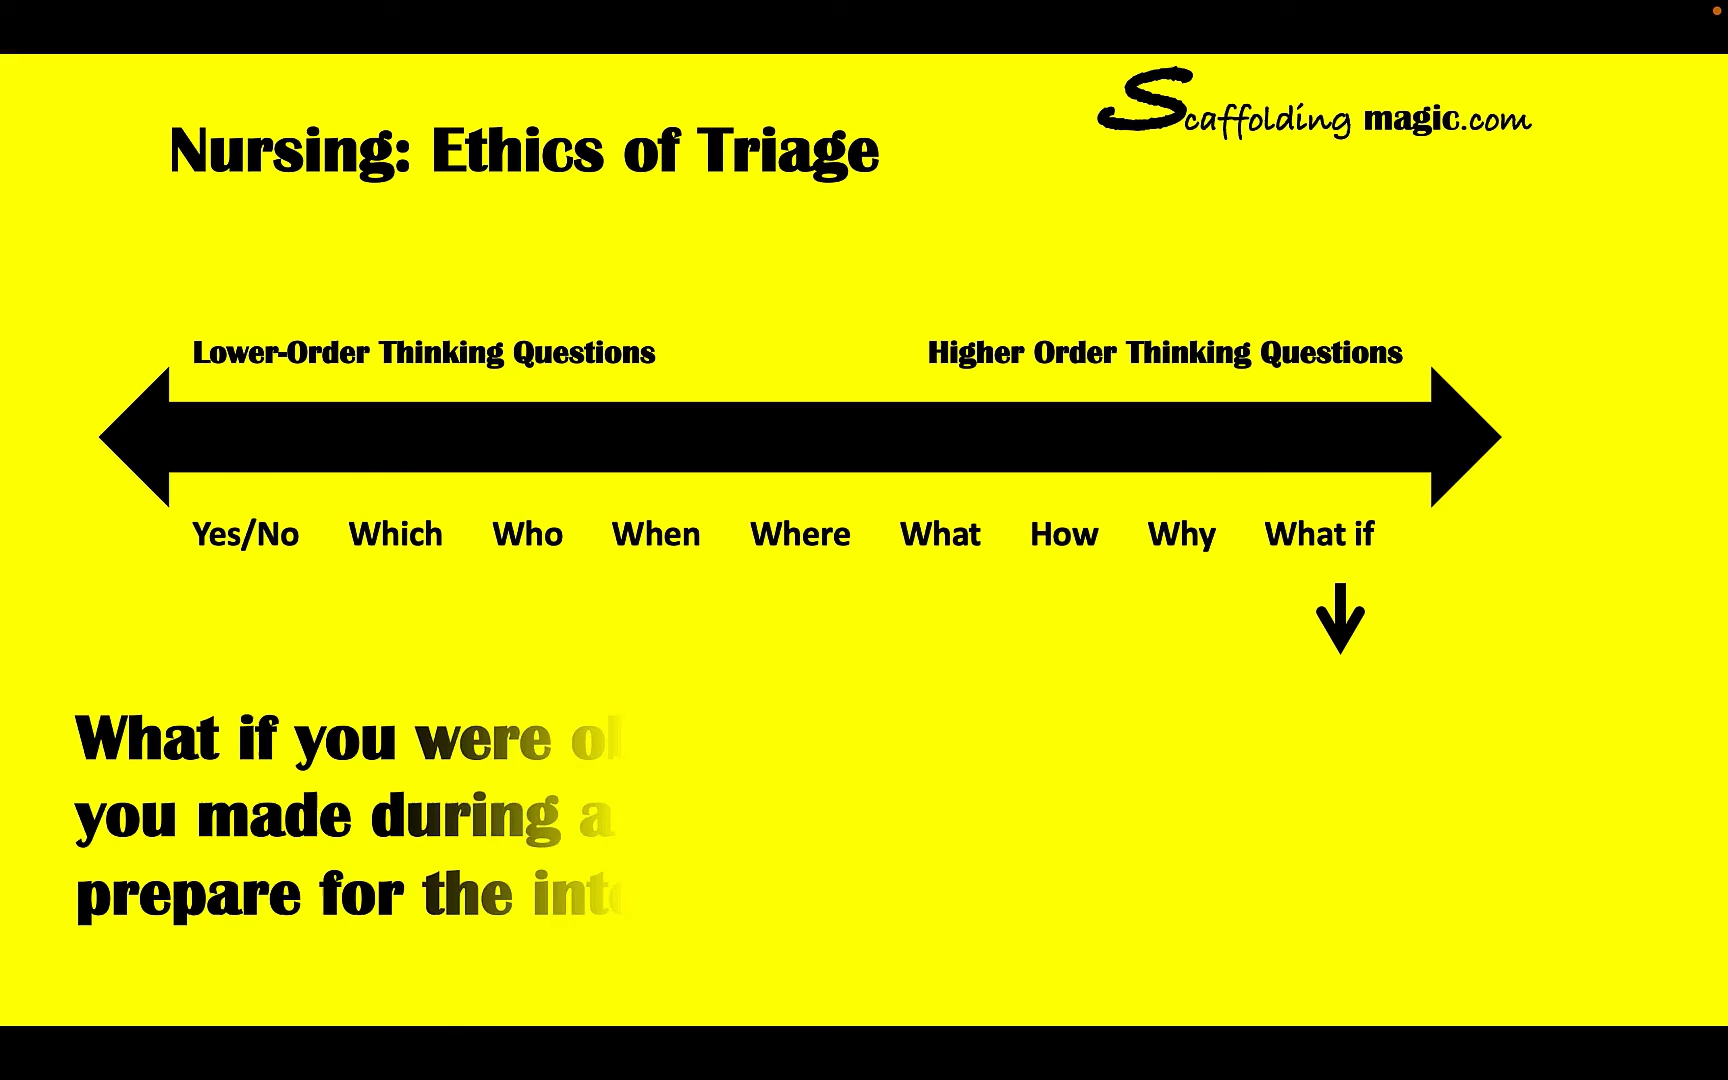 Scaffolding magic.com
Nursing: Ethics of Triage
Lower-Order Thinking Questions
Higher Order Thinking Questions
Yes/No Which Who When Where What How Why What if
What if you were
you made during
prepare for the